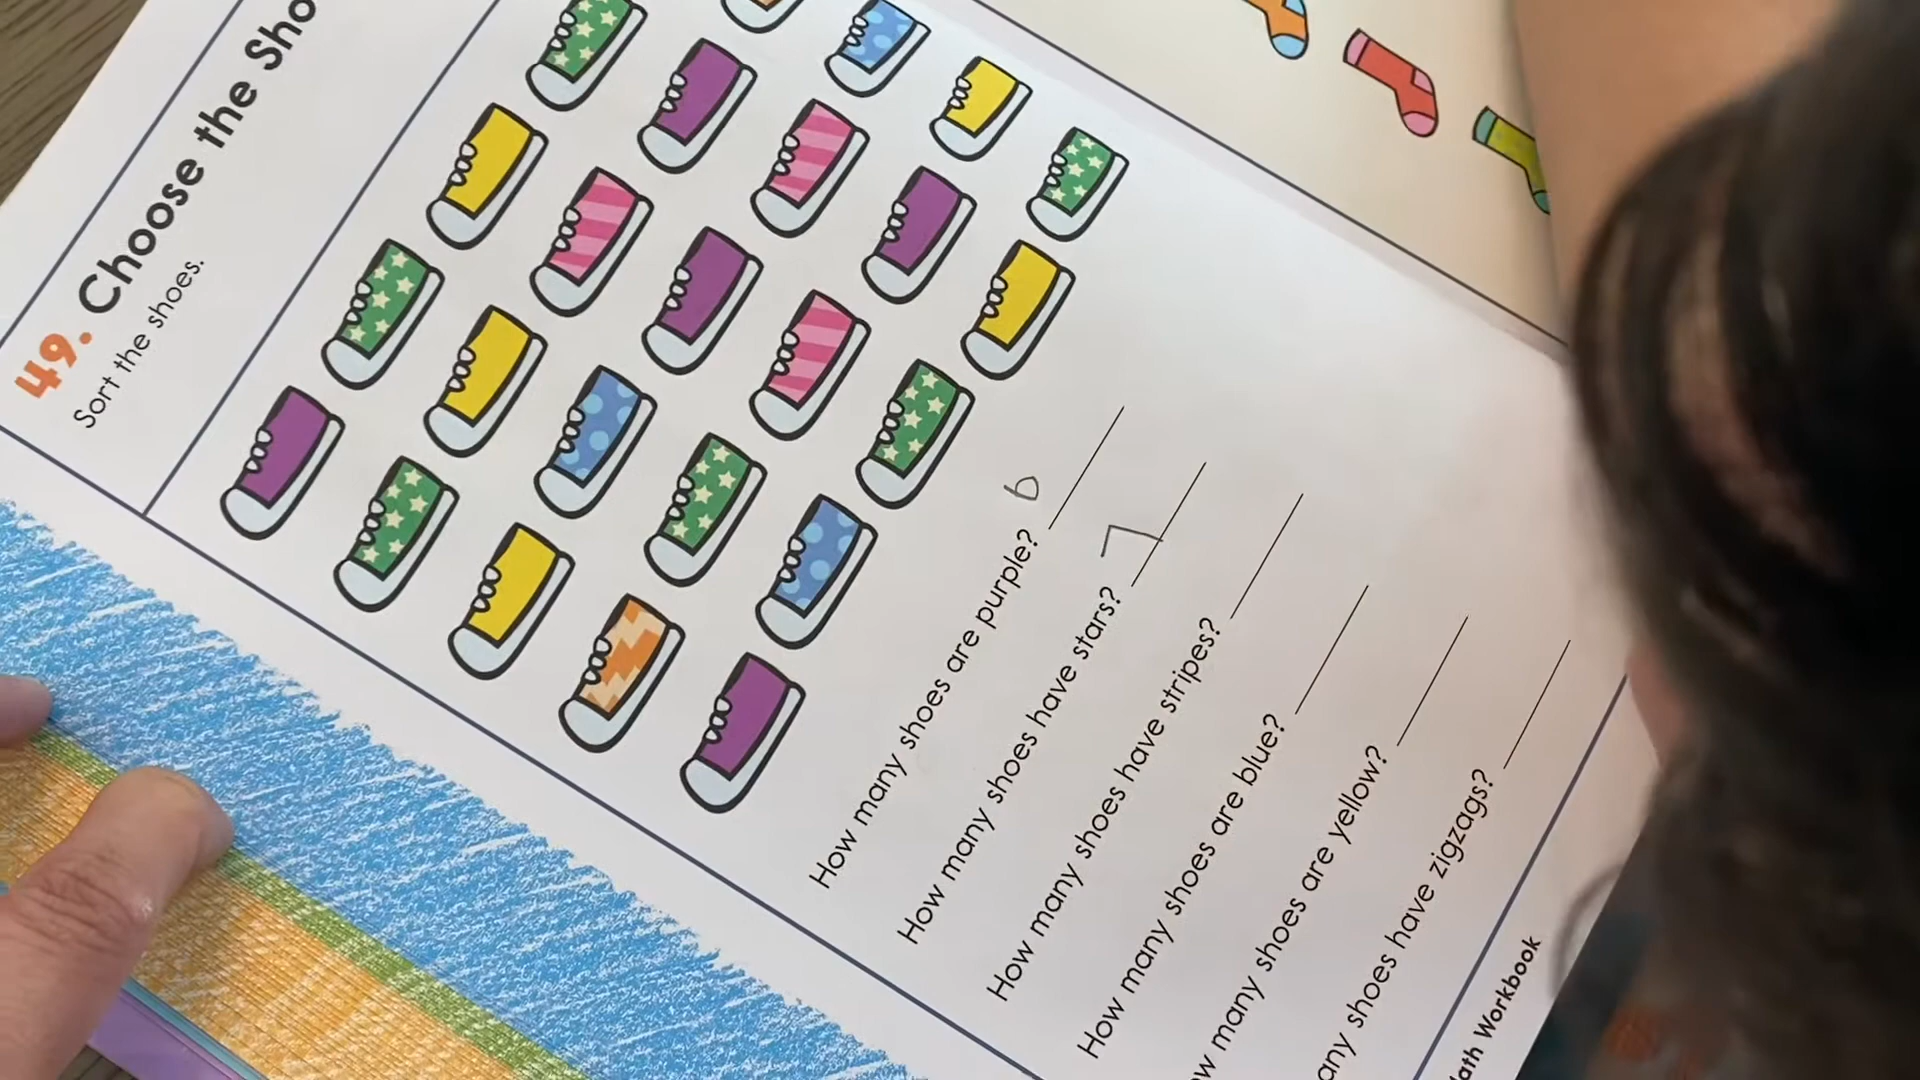 49. Choose the Sho
Sort the shoes.
How many shoes are purple? 6
How many shoes have stars? 7
How many shoes have stripes?
How many shoes are blue?
ow many shoes are yellow?
any shoes have zigzags?
ath Workbook